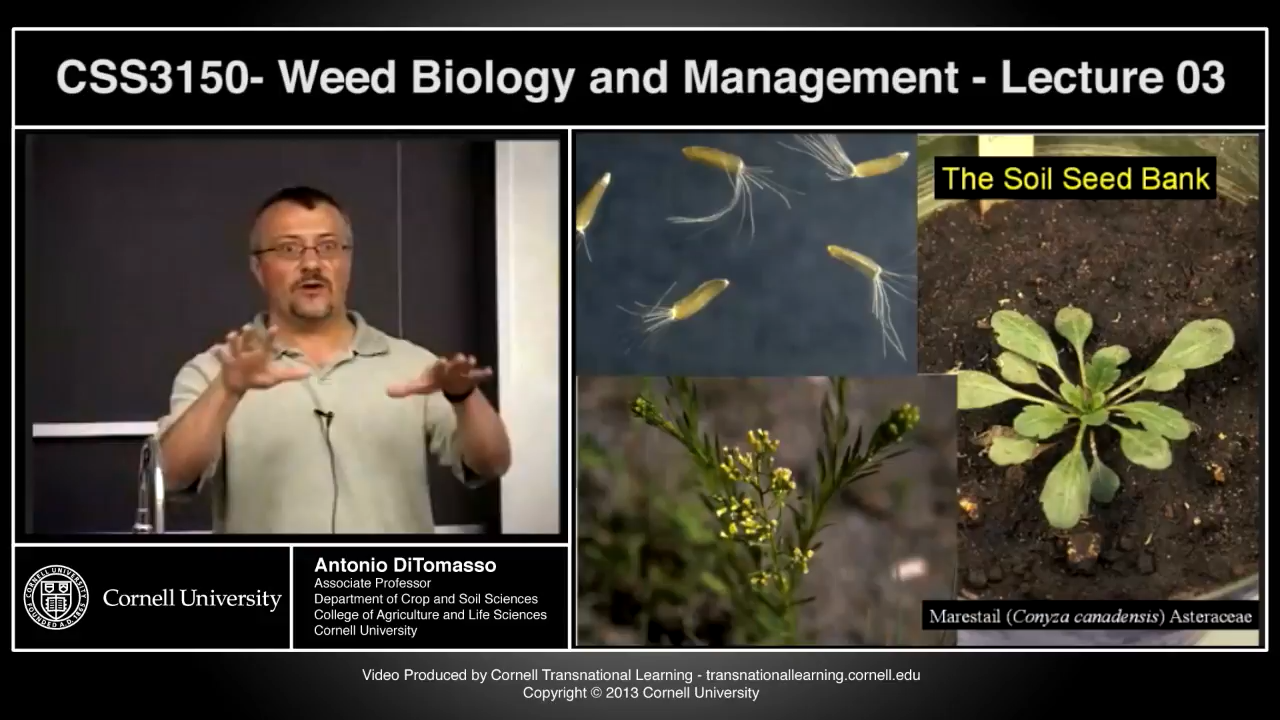 CSS3150- Weed Biology and Management - Lecture 03
The Soil Seed Bank
Marestail (Conyza canadensis) Asteraceae
CORNELL UNIVERSITY
FOUNDED A.D.
Cornell University
Antonio DiTomasso
Associate Professor
Department of Crop and Soil Sciences
College of Agriculture and Life Sciences
Cornell University
Video Produced by Cornell Transnational Learning - transnationallearning.cornell.edu
Copyright © 2013 Cornell University